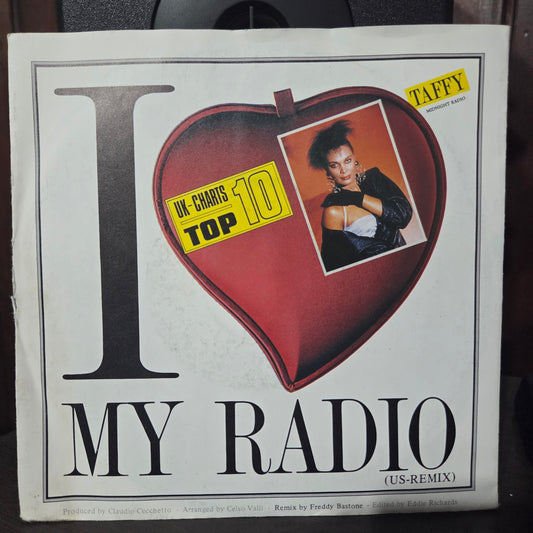 TAFFY
MIDNIGHT RADIO
I
UK-CHARTS
TOP 10
MY RADIO
(US-REMIX)
Produced by Claudio Cecchetto · Arranged by Celso Valli · Remix by Freddy Bastone · Edited by Eddie Richards